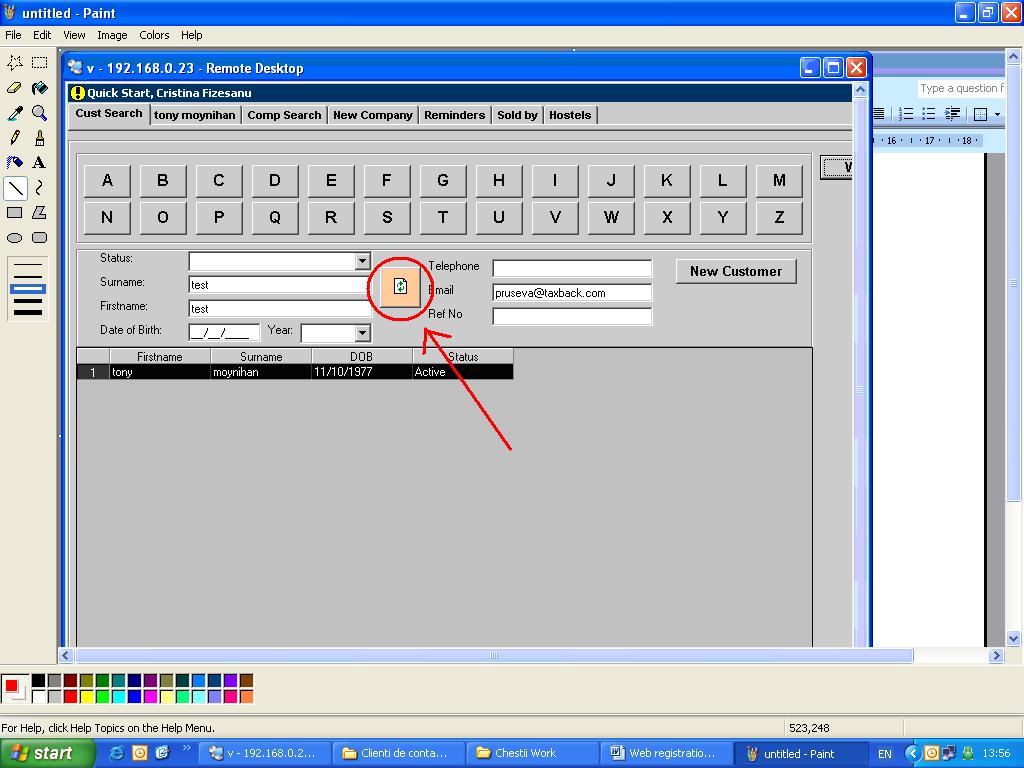 untitled - Paint
File Edit View Image Colors Help
v - 192.168.0.23 - Remote Desktop
Type a question f
Quick Start, Cristina Fizesanu
Cust Search tony moynihan Comp Search New Company Reminders Sold by Hostels
16 17 18
A B C D E F G H I J K L M
N O P Q R S T U V W X Y Z
Status:
Telephone
New Customer
Surname: test
Email pruseva@taxback.com
Firstname: test
Ref No
Date of Birth: __/__/____ Year:
Firstname Surname DOB Status
1 tony moynihan 11/10/1977 Active
A
For Help, click Help Topics on the Help Menu. 523,248
start v - 192.168.0.2... Clienti de conta... Chestii Work Web registratio... untitled - Paint EN 13:56